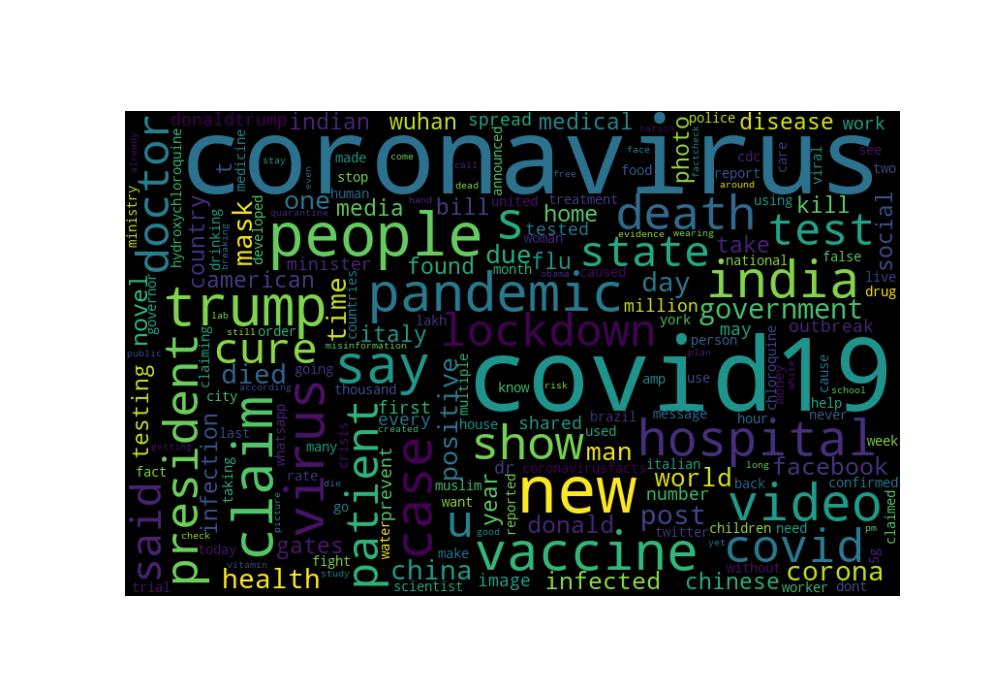 donaldtrump indian wuhan spread medical police disease work
already doctor hydroxychloroquine t medicine coronavirus photo factcheck nation
stay even made stop human come call dead announced face free food cdc report around care viral see two
ministry country drinking breaking mask developed one quarantine media hand bill united treatment home death using kill social
people s tested woman evidence wearing state take test
minister found due flu month obama caused national false live drug
novel governor camerican countries time pandemic day million india government
trump lab still order italy lakh lockdown york may outbreak
claiming cure misinformation person plan chloroquine money white cause
public president city died going according say thousand positive multiple know risk covid19 amp use school help
testing infection last whatsapp many crisis first every created house shared used brazil message hour never
claim virus patient case show man hospital week
fact taking rate muslim dr coronavirusfacts italian long facebook
said getting picture die go want year reported new world number back confirmed
check today water prevent u good donald post twitter children need video claimed pm
gates make vaccine yet covid 5g
vitamin fight china image infected chinese without corona
trial health study scientist worker dont